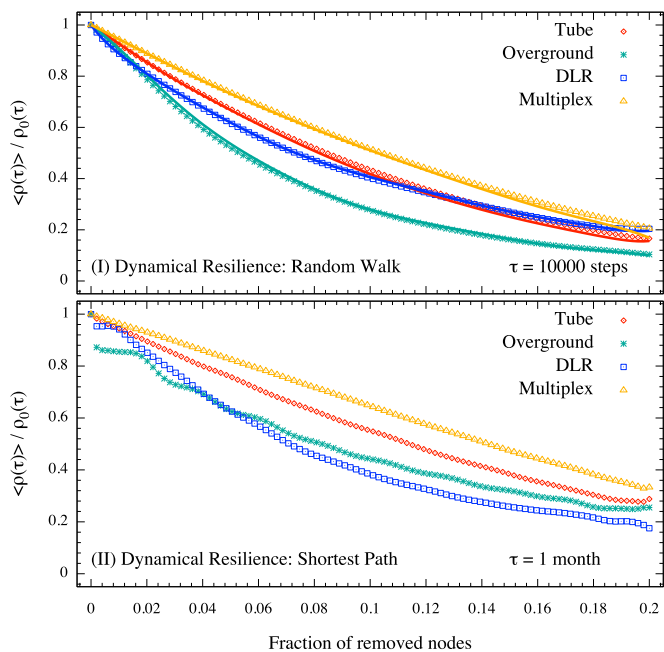 1
0.8
0.6
0.4
0.2
0
<ρ(τ)> / ρ0(τ)
Tube
Overground
DLR
Multiplex
(I) Dynamical Resilience: Random Walk τ = 10000 steps
1
0.8
0.6
0.4
0.2
0
<ρ(τ)> / ρ0(τ)
Tube
Overground
DLR
Multiplex
(II) Dynamical Resilience: Shortest Path τ = 1 month
0 0.02 0.04 0.06 0.08 0.1 0.12 0.14 0.16 0.18 0.2
Fraction of removed nodes